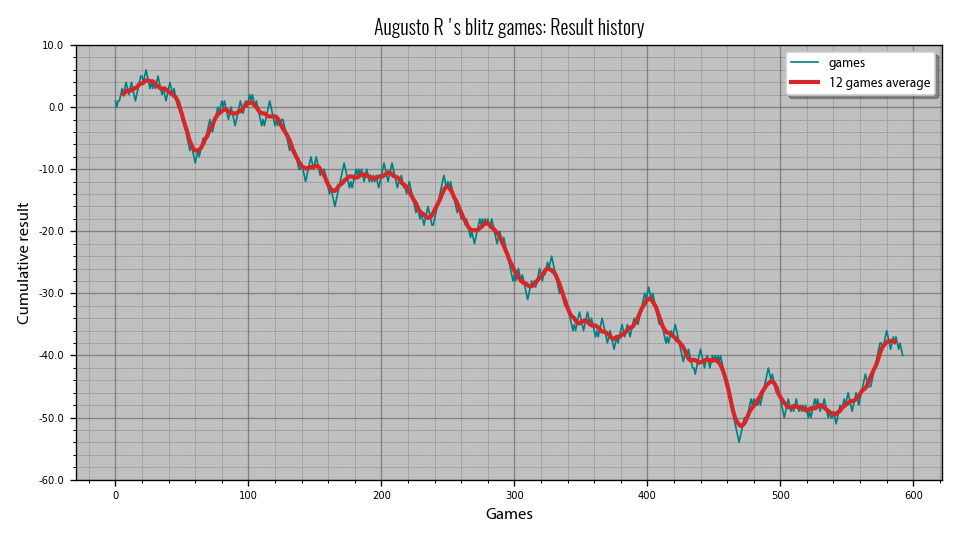 Augusto R 's blitz games: Result history
games
12 games average
Cumulative result
10.0
0.0
-10.0
-20.0
-30.0
-40.0
-50.0
-60.0
0 100 200 300 400 500 600
Games